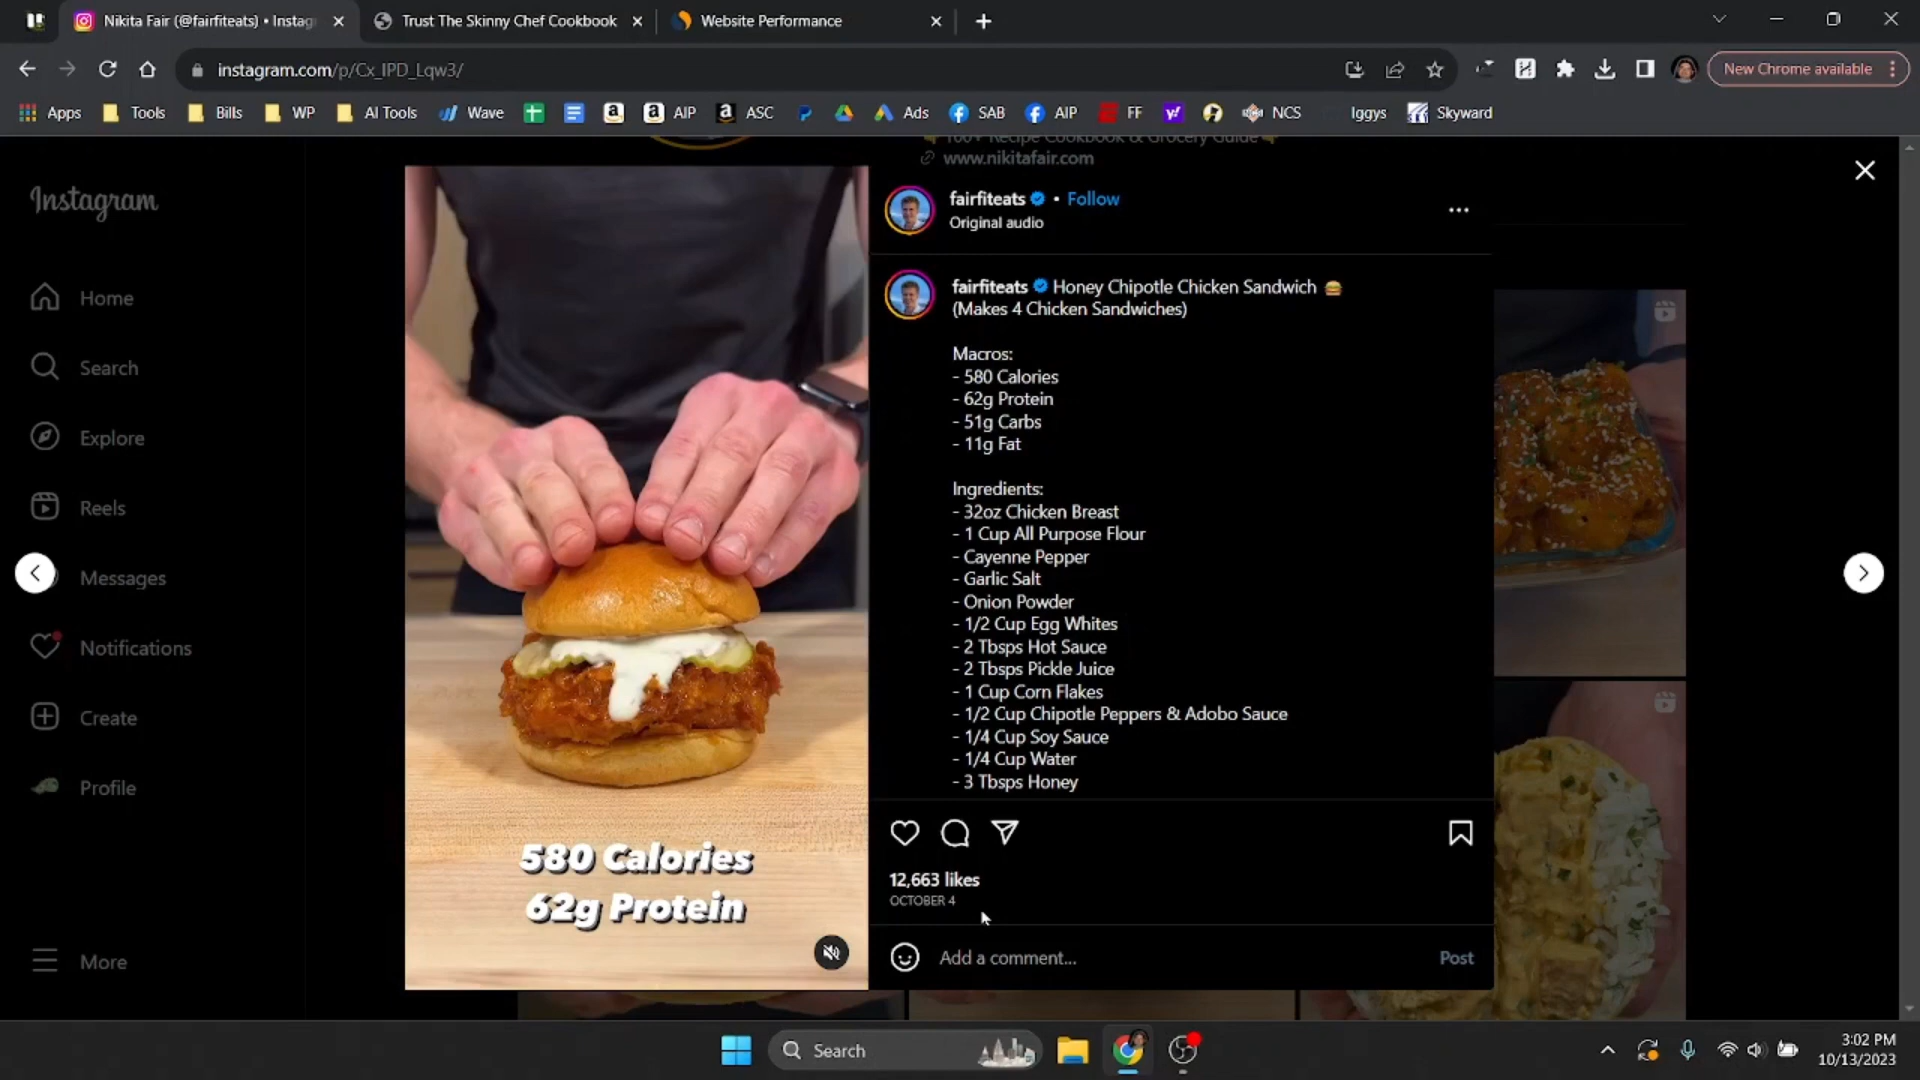 Nikita Fair (@fairfiteats) • Instag
Trust The Skinny Chef Cookbook
Website Performance
instagram.com/p/Cx_IPD_Lqw3/
New Chrome available
Apps
Tools
Bills
WP
AI Tools
Wave
AIP
ASC
Ads
SAB
AIP
FF
NCS
Iggys
Skyward
100+ Recipe Cookbook & Grocery Guide
www.nikitafair.com
Instagram
Home
Search
Explore
Reels
Messages
Notifications
Create
Profile
More
580 Calories
62g Protein
fairfiteats • Follow
Original audio
fairfiteats Honey Chipotle Chicken Sandwich 🍔
(Makes 4 Chicken Sandwiches)
Macros:
- 580 Calories
- 62g Protein
- 51g Carbs
- 11g Fat
Ingredients:
- 32oz Chicken Breast
- 1 Cup All Purpose Flour
- Cayenne Pepper
- Garlic Salt
- Onion Powder
- 1/2 Cup Egg Whites
- 2 Tbsps Hot Sauce
- 2 Tbsps Pickle Juice
- 1 Cup Corn Flakes
- 1/2 Cup Chipotle Peppers & Adobo Sauce
- 1/4 Cup Soy Sauce
- 1/4 Cup Water
- 3 Tbsps Honey
12,663 likes
OCTOBER 4
Add a comment...
Post
Search
3:02 PM
10/13/2023